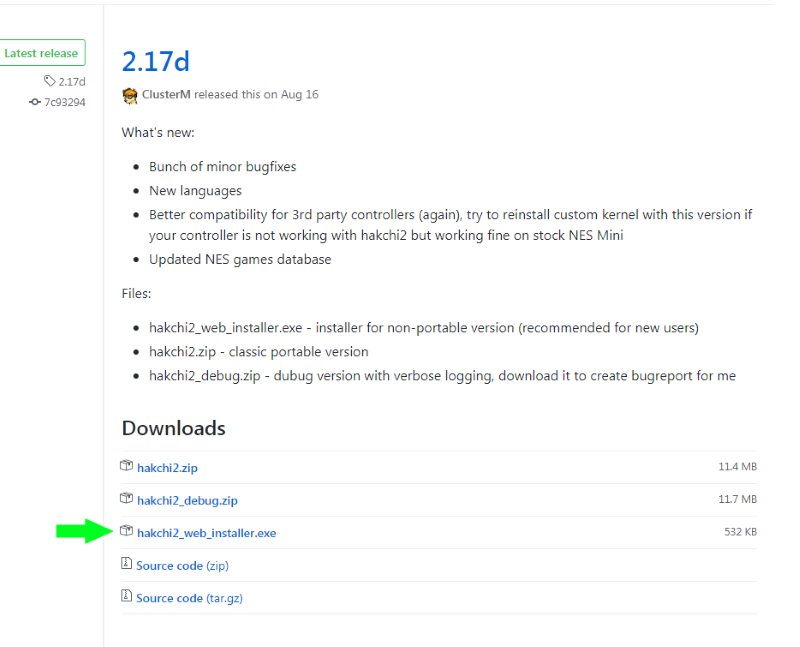 Latest release
2.17d
7c93294
2.17d
ClusterM released this on Aug 16
What's new:
Bunch of minor bugfixes
New languages
Better compatibility for 3rd party controllers (again), try to reinstall custom kernel with this version if
your controller is not working with hakchi2 but working fine on stock NES Mini
Updated NES games database
Files:
hakchi2_web_installer.exe - installer for non-portable version (recommended for new users)
hakchi2.zip - classic portable version
hakchi2_debug.zip - dubug version with verbose logging, download it to create bugreport for me
Downloads
hakchi2.zip 11.4 MB
hakchi2_debug.zip 11.7 MB
hakchi2_web_installer.exe 532 KB
Source code (zip)
Source code (tar.gz)